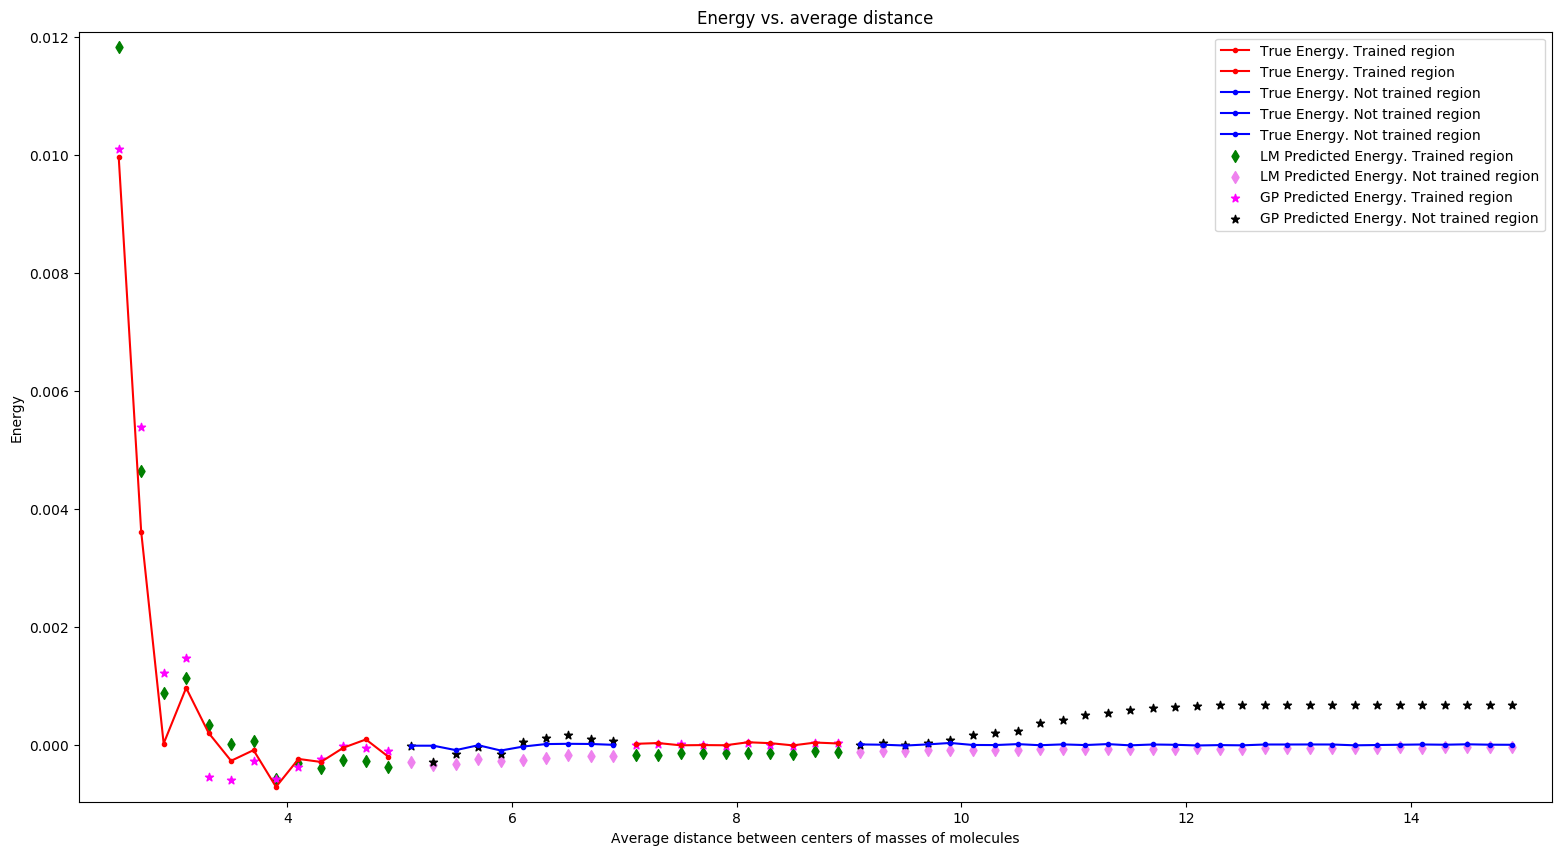 Energy vs. average distance
0.012
0.010
0.008
0.006
0.004
0.002
0.000
Energy
4
6
8
10
12
14
Average distance between centers of masses of molecules
True Energy. Trained region
True Energy. Trained region
True Energy. Not trained region
True Energy. Not trained region
True Energy. Not trained region
LM Predicted Energy. Trained region
LM Predicted Energy. Not trained region
GP Predicted Energy. Trained region
GP Predicted Energy. Not trained region